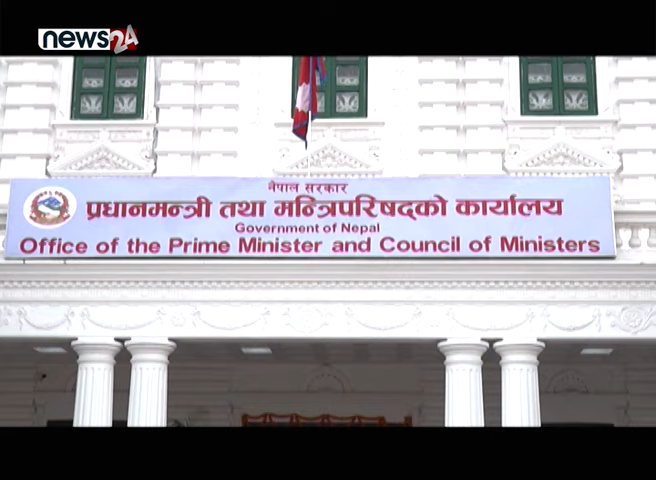 news24
नेपाल सरकार
प्रधानमन्त्री तथा मन्त्रिपरिषद्को कार्यालय
Government of Nepal
Office of the Prime Minister and Council of Ministers